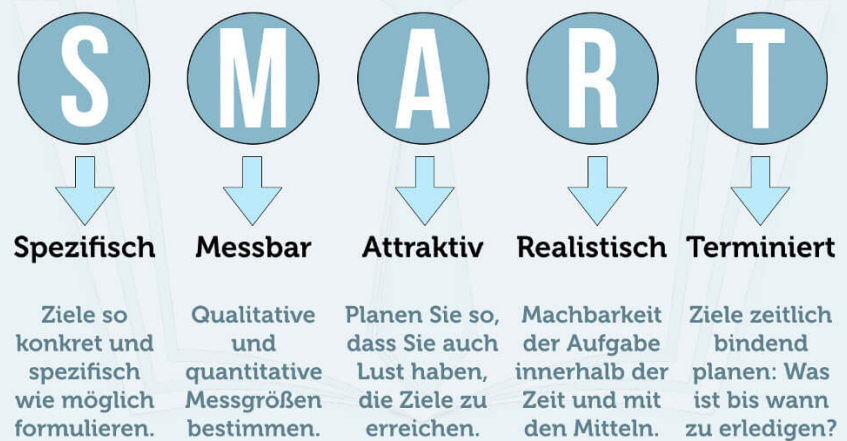 S M A R T
Spezifisch Messbar Attraktiv Realistisch Terminiert
Ziele so
konkret und
spezifisch
wie möglich
formulieren.
Qualitative
und
quantitative
Messgrößen
bestimmen.
Planen Sie so,
dass Sie auch
Lust haben,
die Ziele zu
erreichen.
Machbarkeit
der Aufgabe
innerhalb der
Zeit und mit
den Mitteln.
Ziele zeitlich
bindend
planen: Was
ist bis wann
zu erledigen?